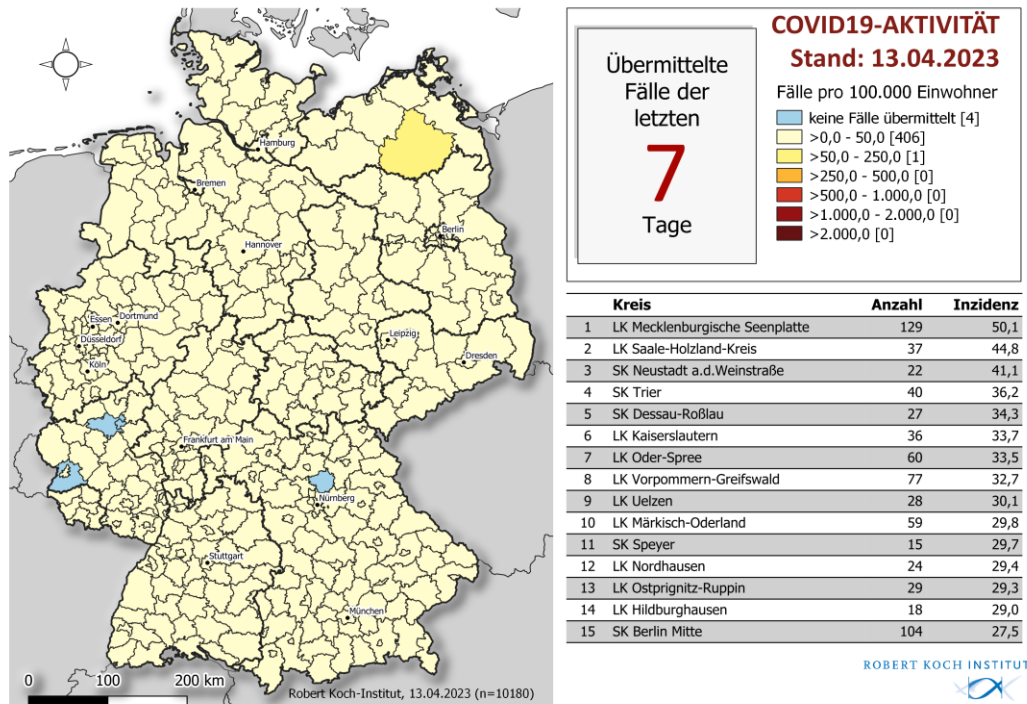 Hamburg
Bremen
Berlin
Hannover
Essen
Dortmund
Düsseldorf
Köln
Leipzig
Dresden
Frankfurt am Main
Nürnberg
Stuttgart
München
0 100 200 km
Robert Koch-Institut, 13.04.2023 (n=10180)
Übermittelte
Fälle der
letzten
7
Tage
COVID19-AKTIVITÄT
Stand: 13.04.2023
Fälle pro 100.000 Einwohner
keine Fälle übermittelt [4]
>0,0 - 50,0 [406]
>50,0 - 250,0 [1]
>250,0 - 500,0 [0]
>500,0 - 1.000,0 [0]
>1.000,0 - 2.000,0 [0]
>2.000,0 [0]
Kreis Anzahl Inzidenz
1 LK Mecklenburgische Seenplatte 129 50,1
2 LK Saale-Holzland-Kreis 37 44,8
3 SK Neustadt a.d.Weinstraße 22 41,1
4 SK Trier 40 36,2
5 SK Dessau-Roßlau 27 34,3
6 LK Kaiserslautern 36 33,7
7 LK Oder-Spree 60 33,5
8 LK Vorpommern-Greifswald 77 32,7
9 LK Uelzen 28 30,1
10 LK Märkisch-Oderland 59 29,8
11 SK Speyer 15 29,7
12 LK Nordhausen 24 29,4
13 LK Ostprignitz-Ruppin 29 29,3
14 LK Hildburghausen 18 29,0
15 SK Berlin Mitte 104 27,5
ROBERT KOCH INSTITUT